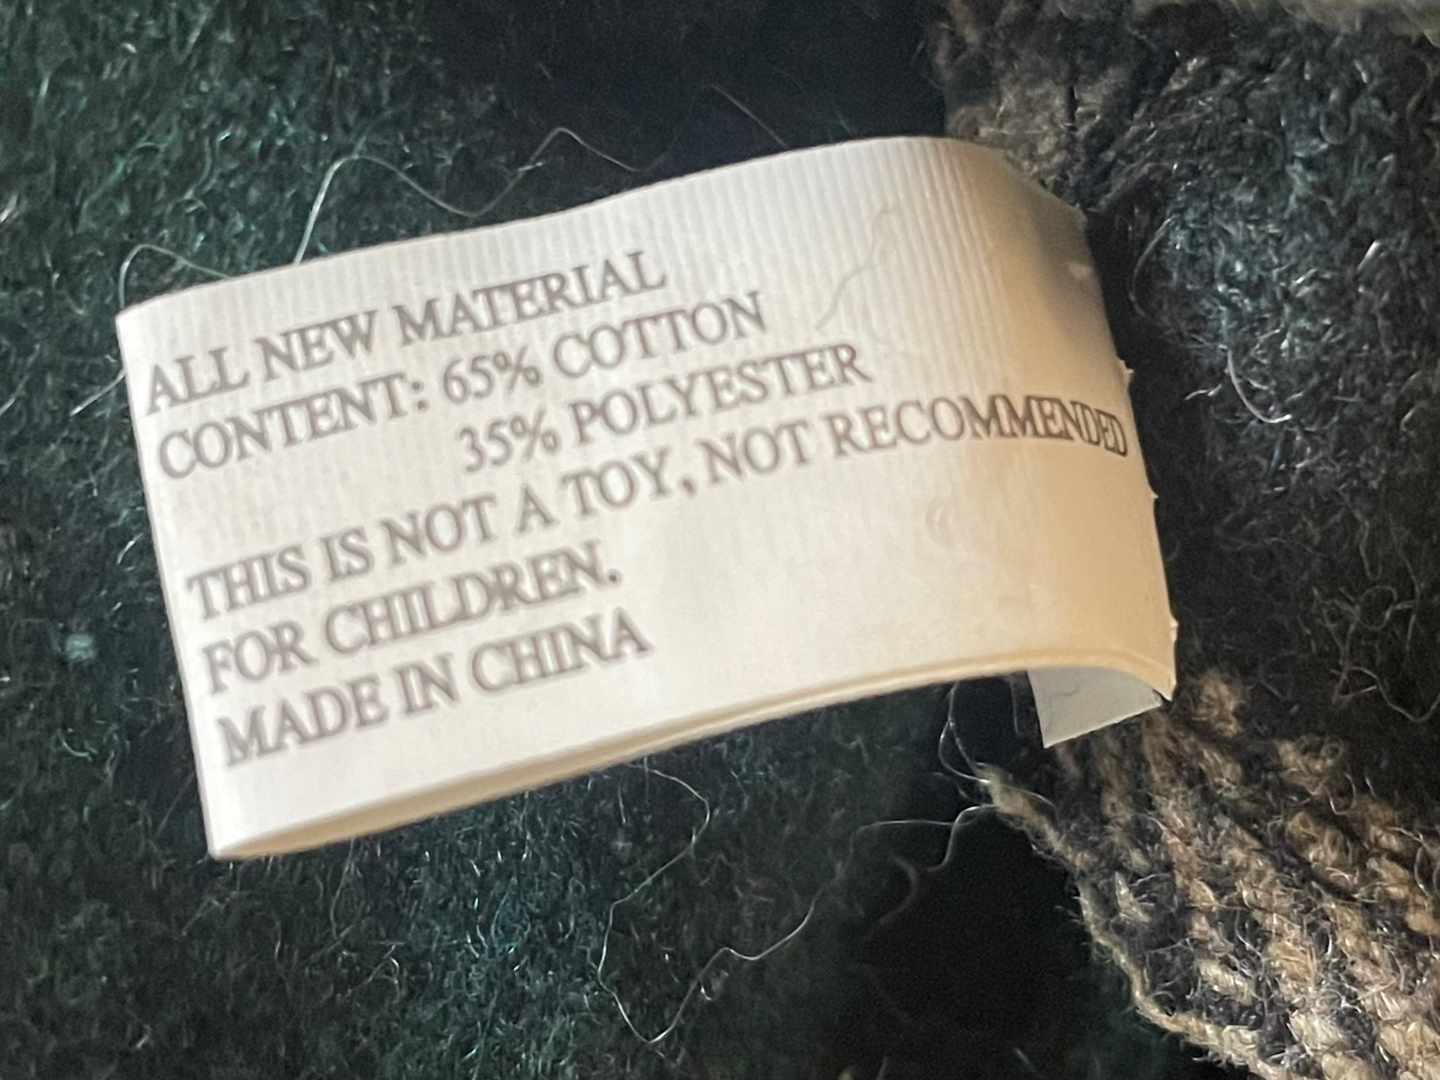 ALL NEW MATERIAL
CONTENT: 65% COTTON
35% POLYESTER
THIS IS NOT A TOY, NOT RECOMMENDED
FOR CHILDREN.
MADE IN CHINA